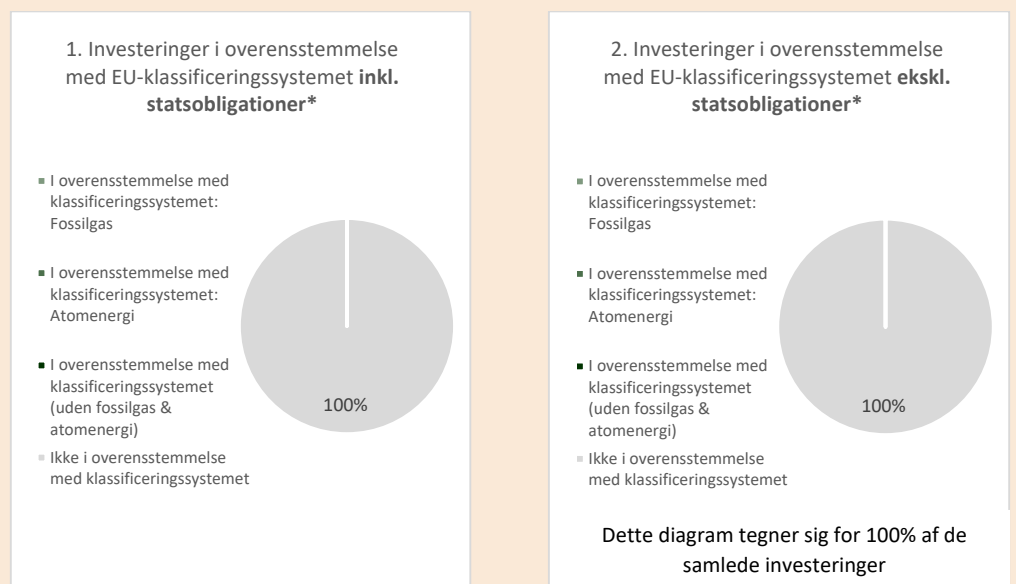 1. Investeringer i overensstemmelse
med EU-klassificeringssystemet inkl.
statsobligationer*
I overensstemmelse med
klassificeringssystemet:
Fossilgas
I overensstemmelse med
klassificeringssystemet:
Atomenergi
I overensstemmelse med
klassificeringssystemet
(uden fossilgas &
atomenergi)
Ikke i overensstemmelse
med klassificeringssystemet
100%
2. Investeringer i overensstemmelse
med EU-klassificeringssystemet ekskl.
statsobligationer*
I overensstemmelse med
klassificeringssystemet:
Fossilgas
I overensstemmelse med
klassificeringssystemet:
Atomenergi
I overensstemmelse med
klassificeringssystemet
(uden fossilgas &
atomenergi)
Ikke i overensstemmelse
med klassificeringssystemet
100%
Dette diagram tegner sig for 100% af de
samlede investeringer